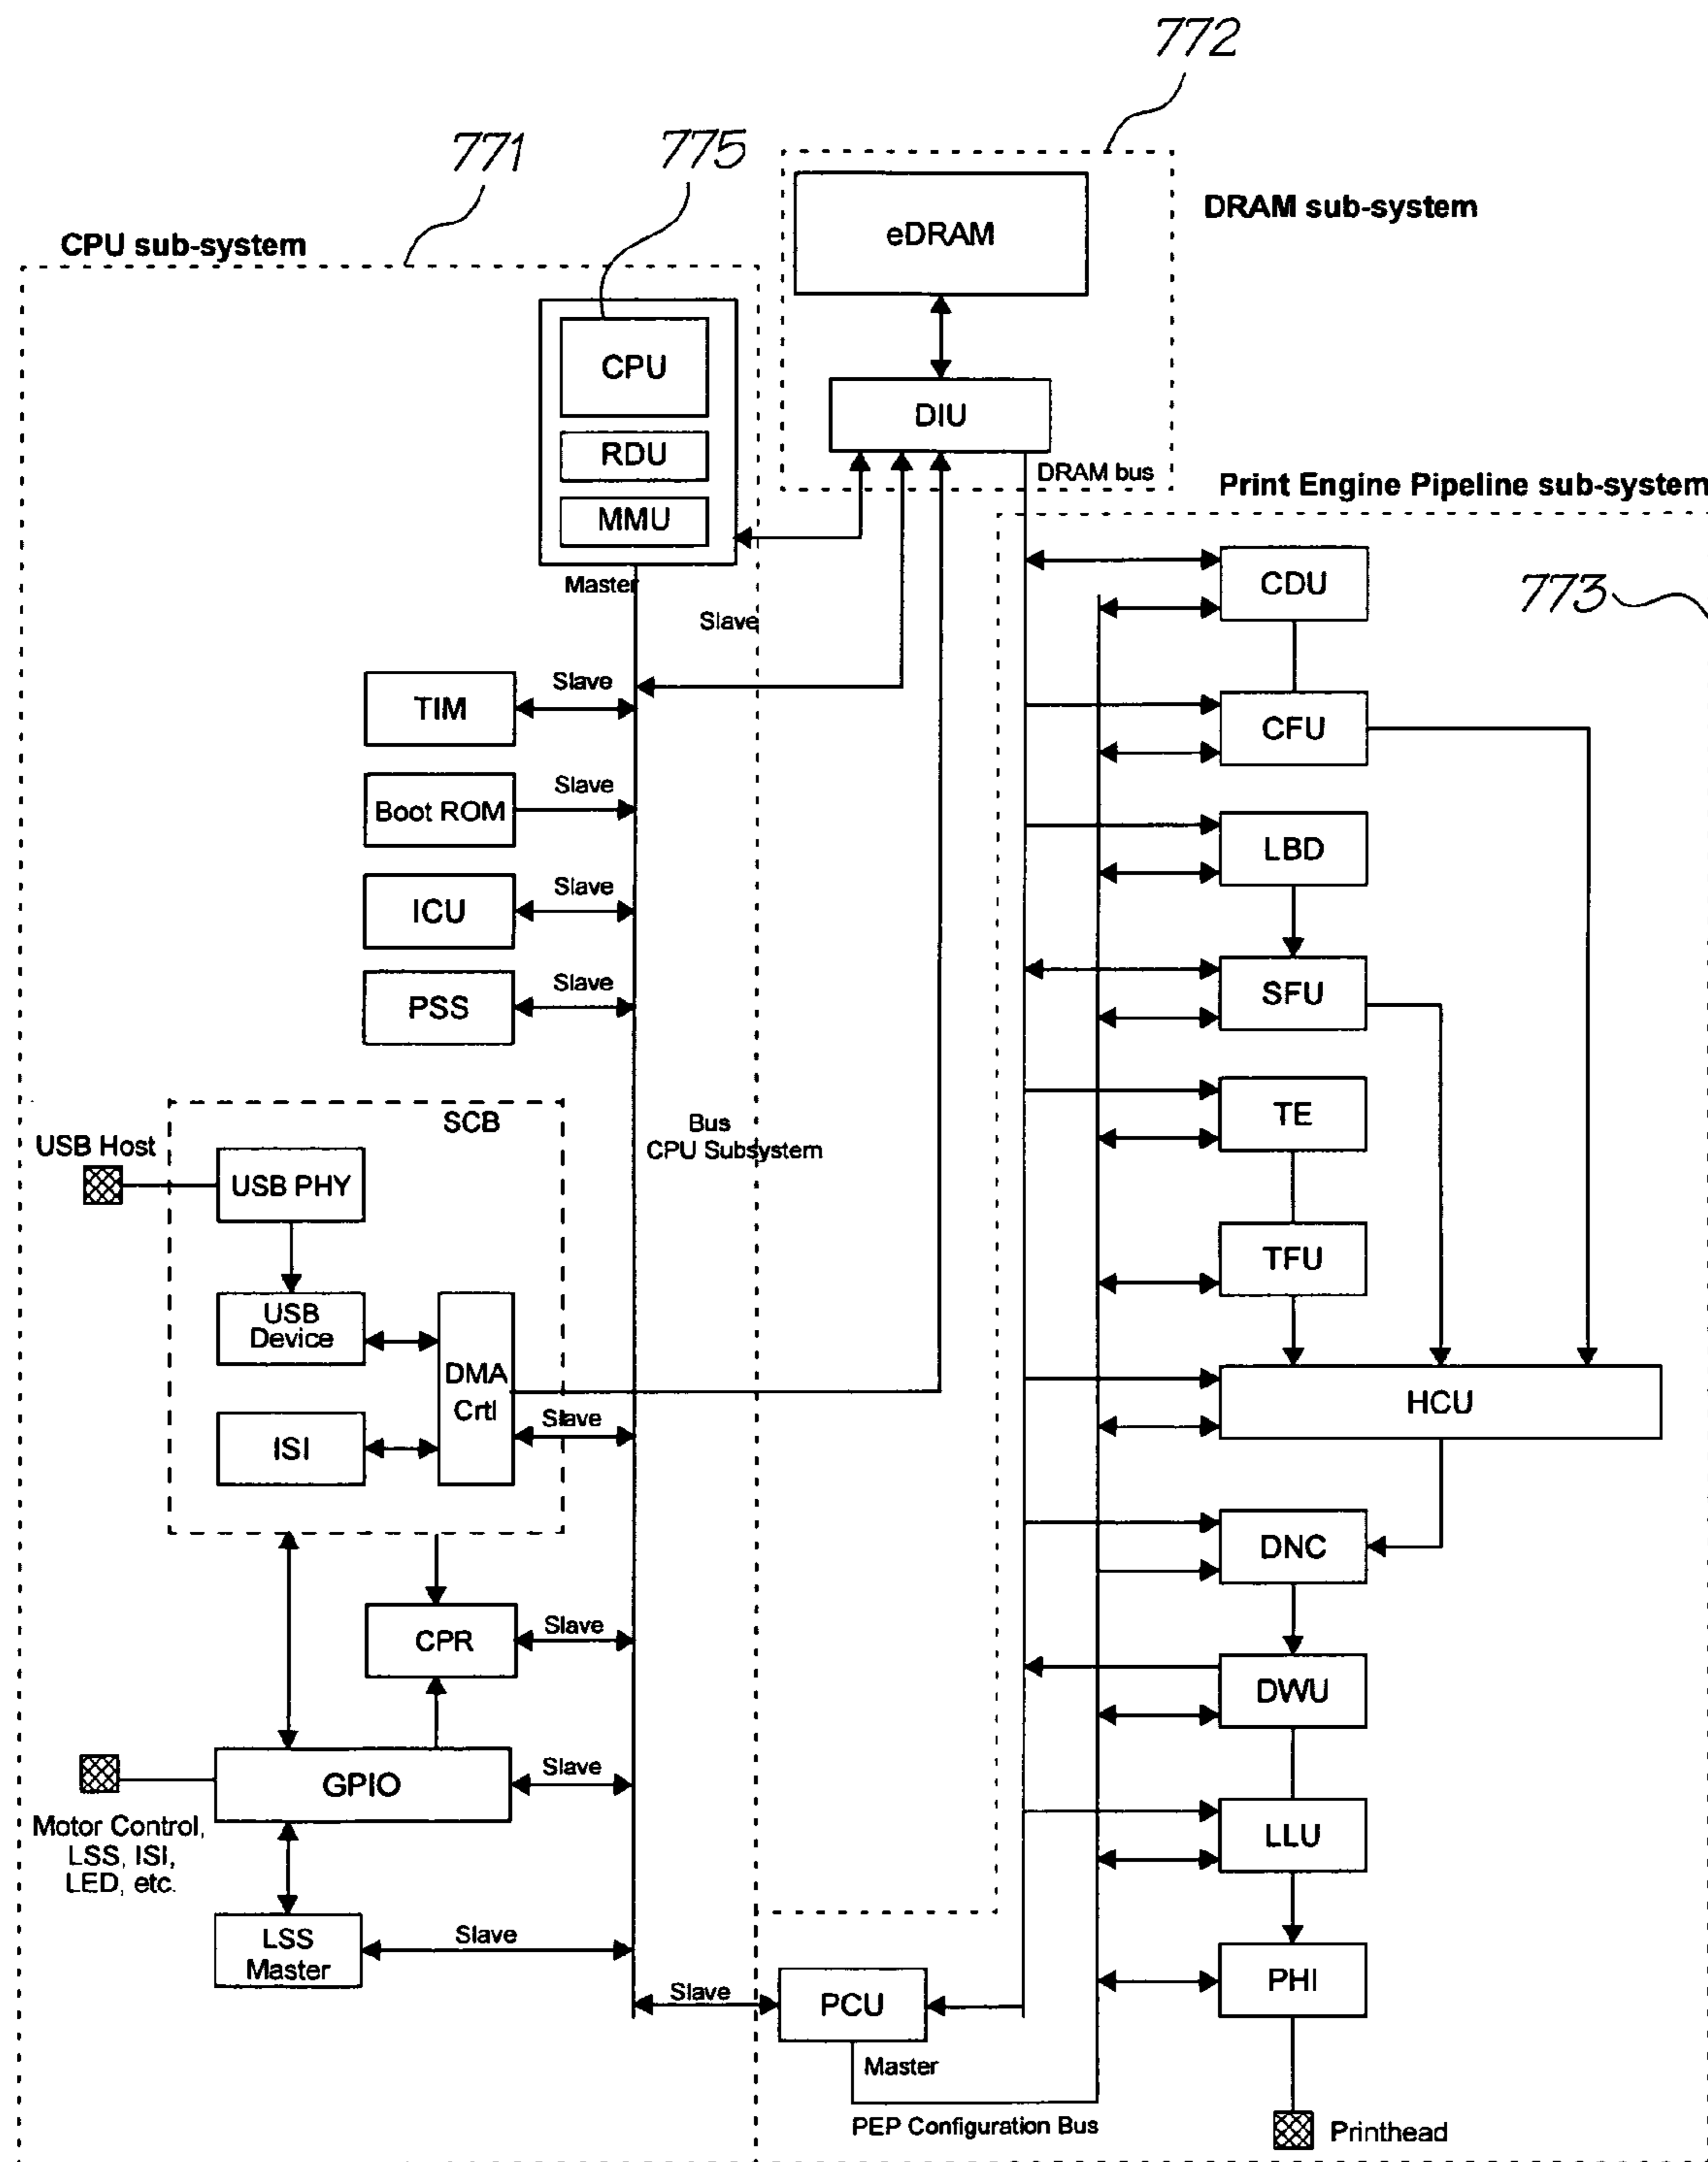 772
771
775
DRAM sub-system
CPU sub-system
eDRAM
CPU
DIU
RDU
DRAM bus
Print Engine Pipeline sub-system
MMU
Master
CDU
773
Slave
Slave
TIM
CFU
Slave
Boot ROM
LBD
Slave
ICU
Slave
PSS
SFU
SCB
TE
Bus
CPU Subsystem
USB Host
USB PHY
TFU
USB
Device
DMA
Crtl
HCU
Slave
ISI
DNC
Slave
CPR
DWU
Slave
GPIO
Motor Control,
LSS, ISI,
LED, etc.
LLU
LSS
Master
Slave
PHI
Slave
PCU
Master
PEP Configuration Bus
Printhead